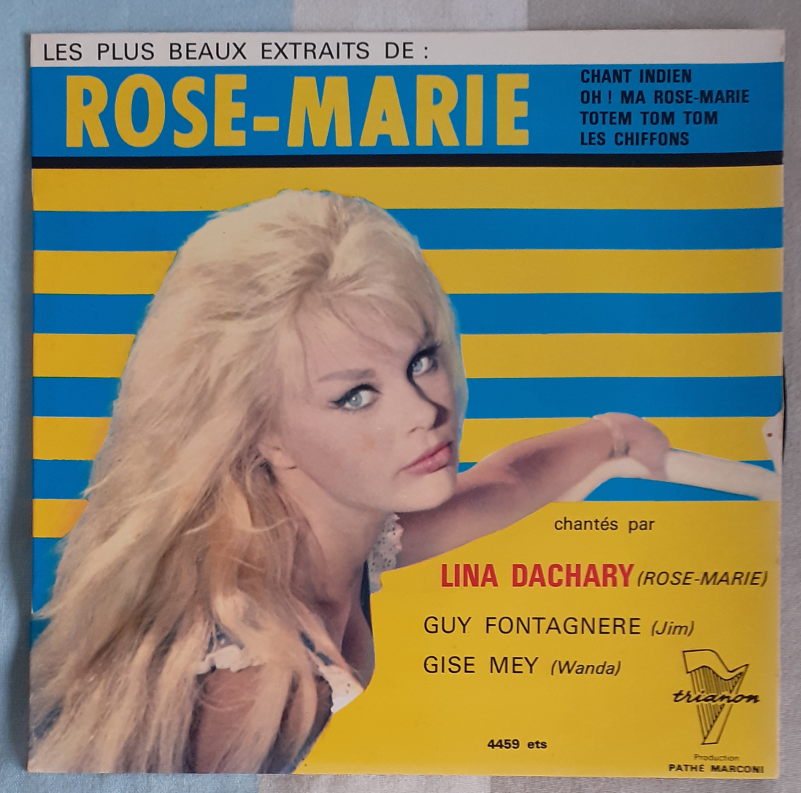 LES PLUS BEAUX EXTRAITS DE :
ROSE-MARIE
CHANT INDIEN
OH ! MA ROSE-MARIE
TOTEM TOM TOM
LES CHIFFONS
chantés par
LINA DACHARY (ROSE-MARIE)
GUY FONTAGNERE (Jim)
GISE MEY (Wanda)
trianon
4459 ets
Production
PATHÉ MARCONI